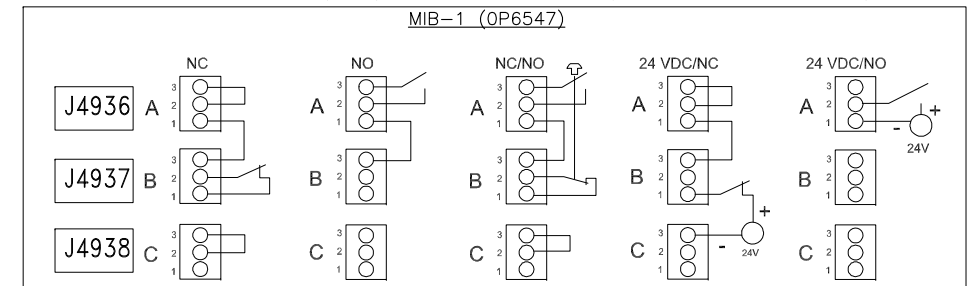 MIB-1 (0P6547)
NC NO NC/NO 24 VDC/NC 24 VDC/NO
J4936 A 3 2 1 A 3 2 1 A 3 2 1 A 3 2 1 A 3 2 1 - +
24V
J4937 B 3 2 1 B 3 2 1 B 3 2 1 B 3 2 1 B 3 2 1
+
J4938 C 3 2 1 C 3 2 1 C 3 2 1 C 3 2 1 - 24V C 3 2 1